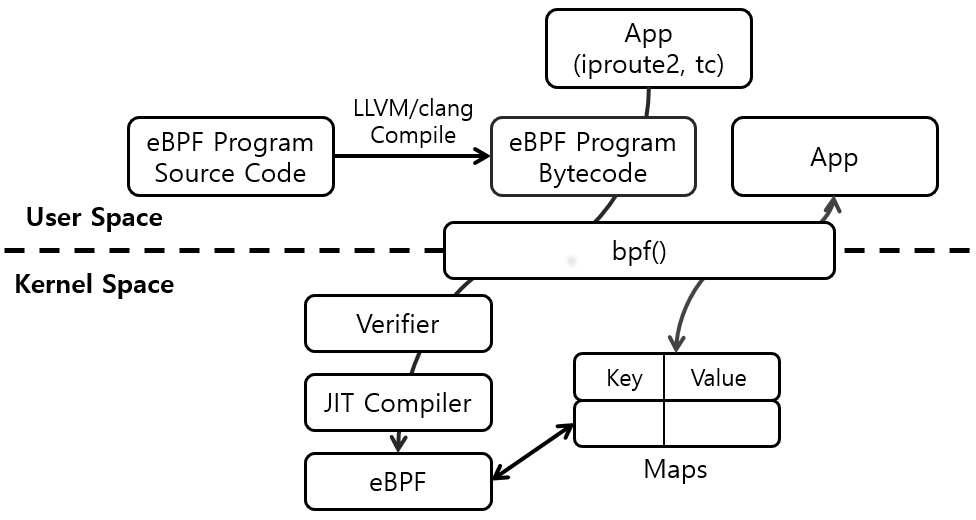 App
(iproute2, tc)
LLVM/clang
Compile
eBPF Program
Source Code
eBPF Program
Bytecode
App
User Space
bpf()
Kernel Space
Verifier
Key
Value
JIT Compiler
eBPF
Maps